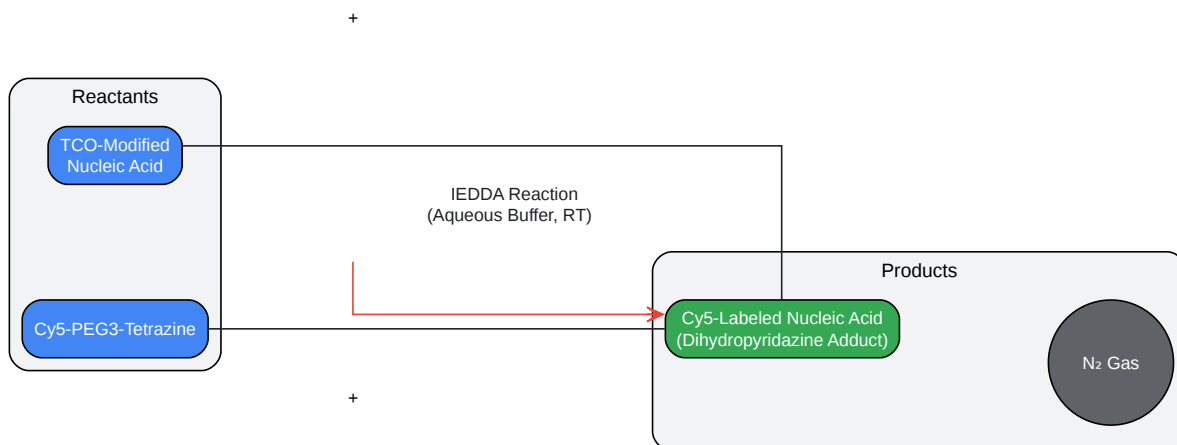 +
Reactants
TCO-Modified
Nucleic Acid
IEDDA Reaction
(Aqueous Buffer, RT)
Products
Cy5-PEG3-Tetrazine
Cy5-Labeled Nucleic Acid
(Dihydropyridazine Adduct)
N₂ Gas
+